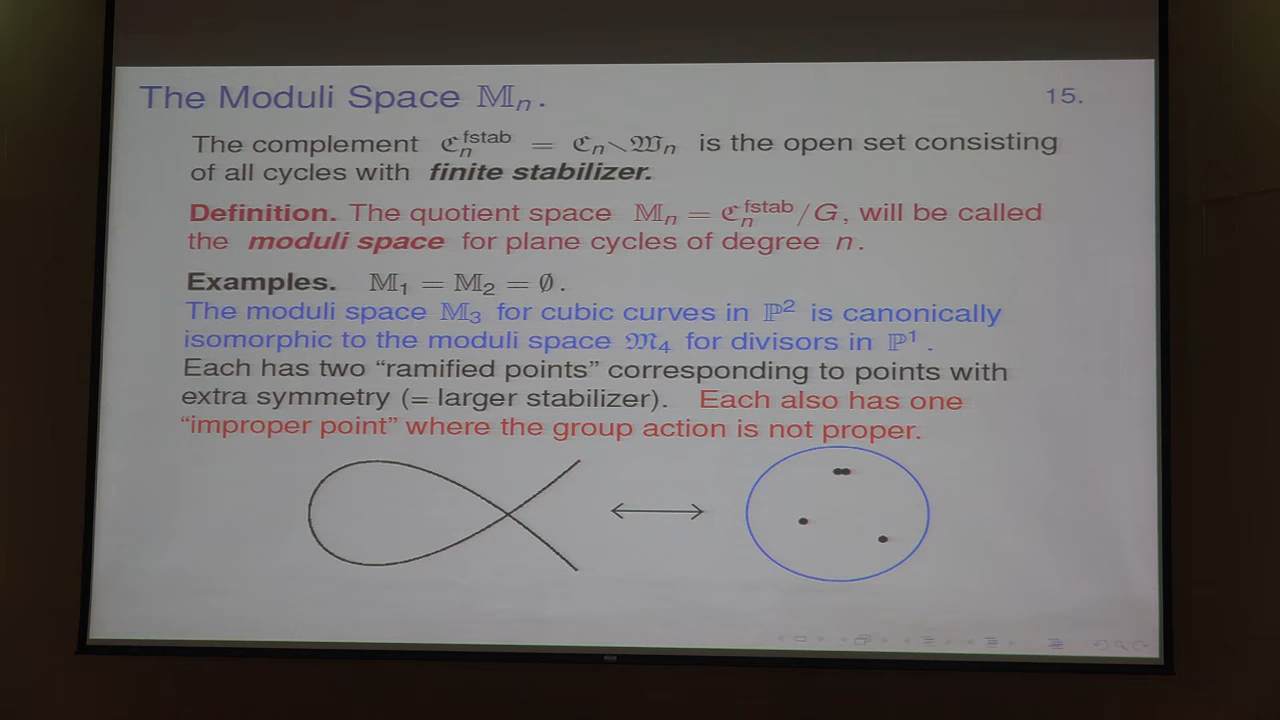 The Moduli Space 𝕄ₙ. 15.
The complement ℭₙ^fstab = ℭₙ∖𝔚ₙ is the open set consisting
of all cycles with finite stabilizer.
Definition. The quotient space 𝕄ₙ = ℭₙ^fstab/G, will be called
the moduli space for plane cycles of degree n.
Examples. 𝕄₁ = 𝕄₂ = ∅.
The moduli space 𝕄₃ for cubic curves in ℙ² is canonically
isomorphic to the moduli space 𝔐₄ for divisors in ℙ¹.
Each has two “ramified points” corresponding to points with
extra symmetry (= larger stabilizer). Each also has one
“improper point” where the group action is not proper.